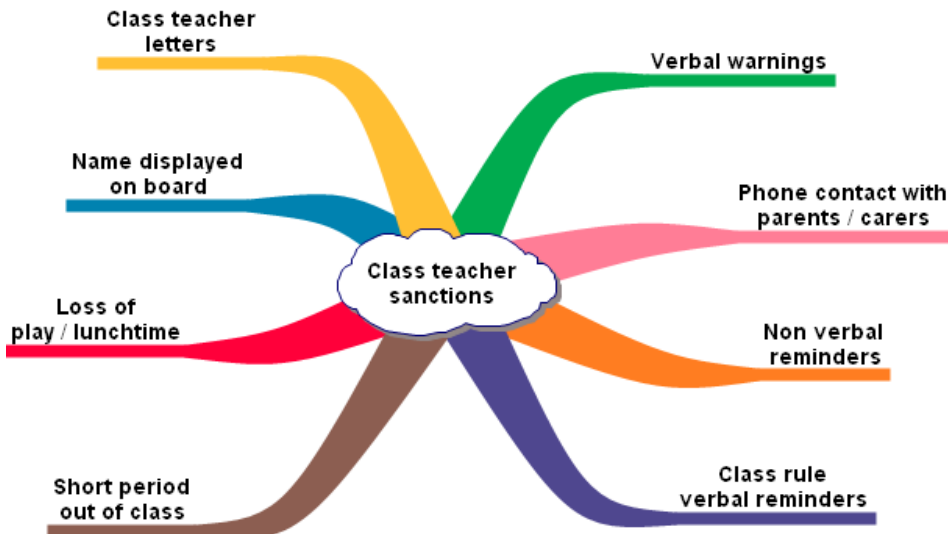 Class teacher
letters
Verbal warnings
Name displayed
on board
Phone contact with
parents / carers
Class teacher
sanctions
Loss of
play / lunchtime
Non verbal
reminders
Short period
out of class
Class rule
verbal reminders